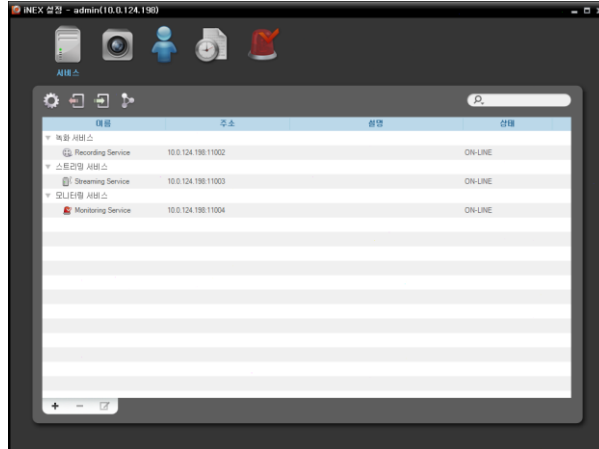 iNEX 설정 - admin(10.0.124.198)
서비스
이름 주소 설명 상태
녹화 서비스
Recording Service 10.0.124.198:11002 ON-LINE
스트리밍 서비스
Streaming Service 10.0.124.198:11003 ON-LINE
모니터링 서비스
Monitoring Service 10.0.124.198:11004 ON-LINE